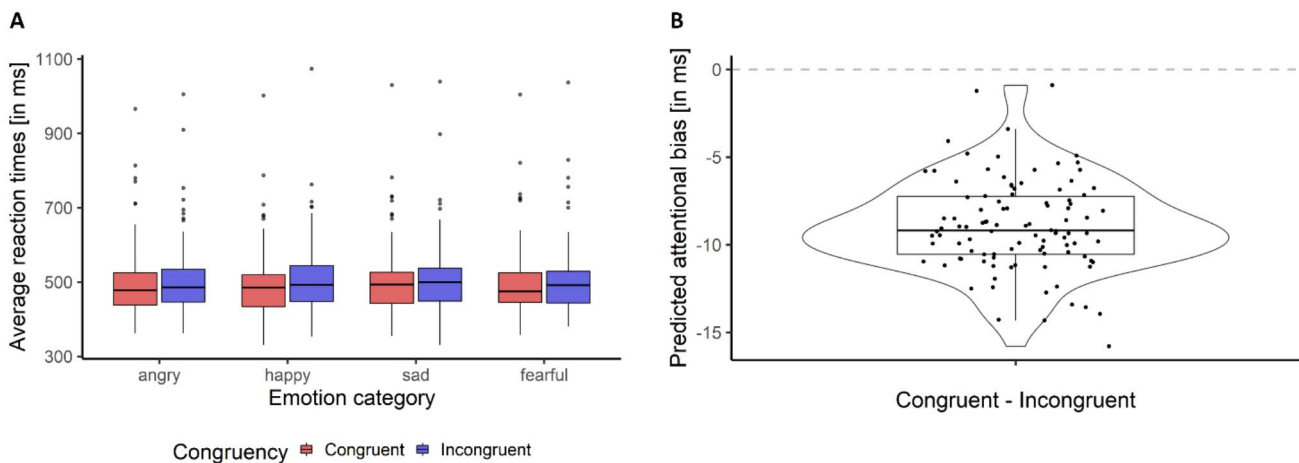 A
Average reaction times [in ms]
1100
900
700
500
300
angry happy sad fearful
Emotion category
Congruency Congruent Incongruent
B
Predicted attentional bias [in ms]
0
-5
-10
-15
Congruent - Incongruent